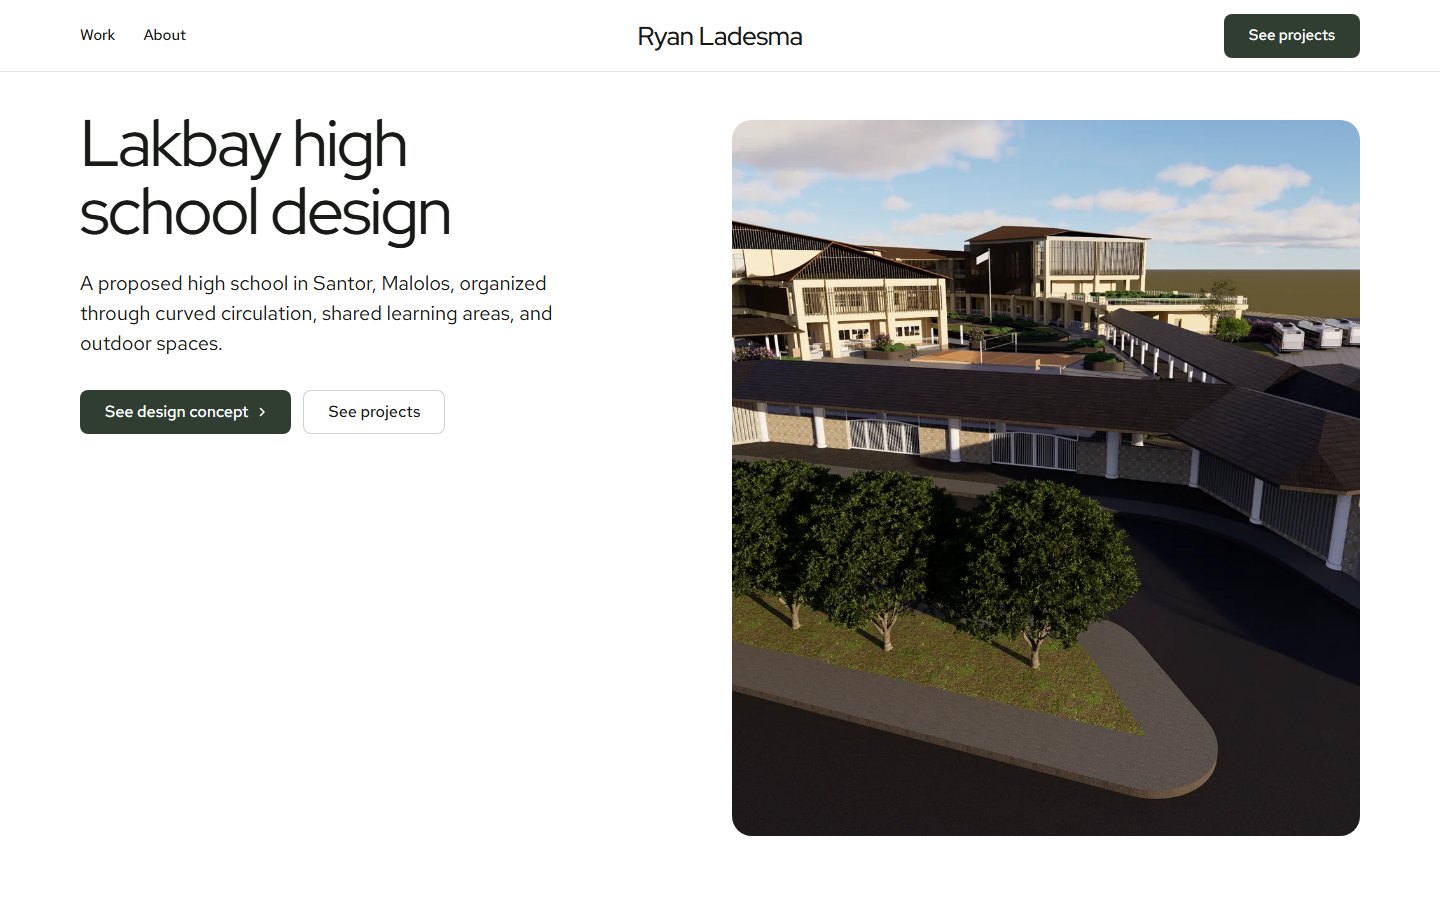 Work
About
Ryan Ladesma
See projects
Lakbay high
school design
A proposed high school in Santor, Malolos, organized
through curved circulation, shared learning areas, and
outdoor spaces.
See design concept
See projects